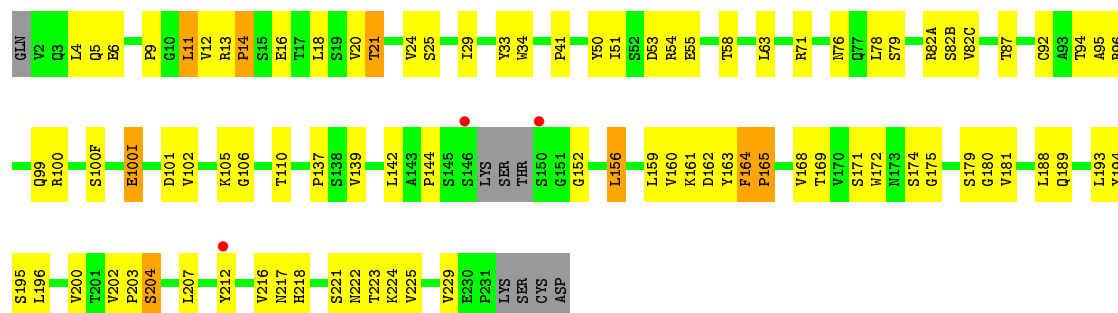 GLN V2 Q3 L4 Q5 E6 P9 G10 L11 V12 R13 P14 S15 E16 T17 L18 S19 V20 T21 V24 S25 I29 Y33 W34 P41 Y50 I51 S52 D53 R54 E55 T58 L63 R71 N76 Q77 L78 S79 R82A S82B V82C T87 C92 A93 T94 A95
Q99 R100 S100F E100I D101 V102 K105 G106 T110 P137 S138 V139 L142 A143 P144 S145 S146 LYS SER THR S150 G151 G152 L156 L159 V160 K161 D162 Y163 F164 P165 V168 T169 V170 S171 W172 N173 S174 G175 S179 G180 V181 L188 Q189 L193
S195 L196 V200 T201 V202 P203 S204 L207 Y212 V216 N217 H218 S221 N222 T223 K224 V225 V229 E230 P231 LYS SER CYS ASP